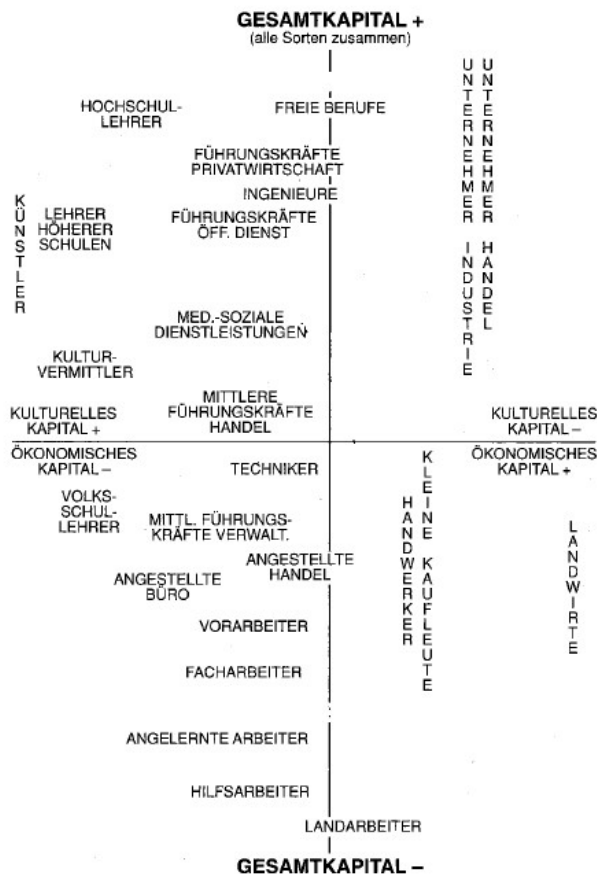 GESAMTKAPITAL +
(alle Sorten zusammen)
HOCHSCHUL-
LEHRER
FREIE BERUFE
UNTERNEHMER INDUSTRIE
UNTERNEHMER HANDEL
FÜHRUNGSKRÄFTE
PRIVATWIRTSCHAFT
INGENIEURE
KÜNSTLER
LEHRER
HÖHERER
SCHULEN
FÜHRUNGSKRÄFTE
ÖFF. DIENST
MED.-SOZIALE
DIENSTLEISTUNGEN
KULTUR-
VERMITTLER
MITTLERE
FÜHRUNGSKRÄFTE
HANDEL
KULTURELLES
KAPITAL +
KULTURELLES
KAPITAL –
ÖKONOMISCHES
KAPITAL –
ÖKONOMISCHES
KAPITAL +
TECHNIKER
KLEINE KAUFLEUTE
HANDWERKER
LANDWIRTE
VOLKS-
SCHUL-
LEHRER
MITTL. FÜHRUNGS-
KRÄFTE VERWALT.
ANGESTELLTE
HANDEL
ANGESTELLTE
BÜRO
VORARBEITER
FACHARBEITER
ANGELERNTE ARBEITER
HILFSARBEITER
LANDARBEITER
GESAMTKAPITAL –